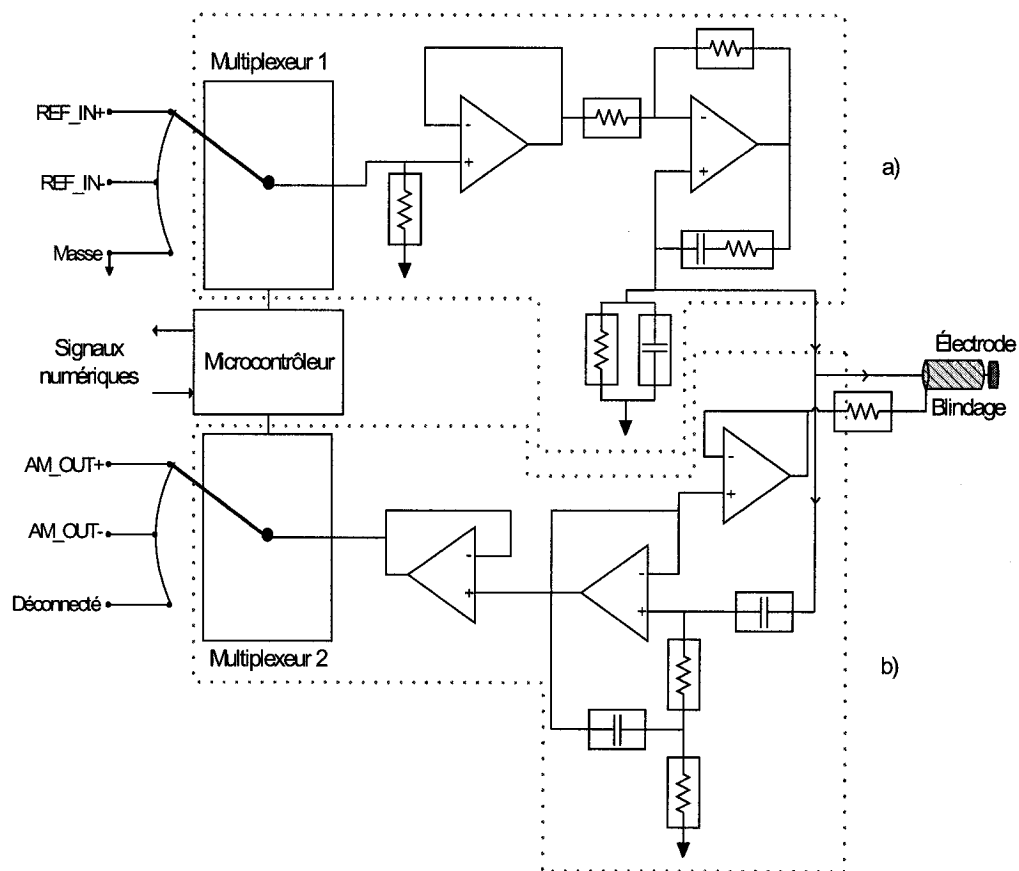 Multiplexeur 1
REF_IN+
REF_IN-
Masse
a)
Signaux
numériques
Microcontrôleur
Électrode
Blindage
AM_OUT+
AM_OUT-
Déconnecté
Multiplexeur 2
b)
-
+
-
+
-
+
-
+
-
+